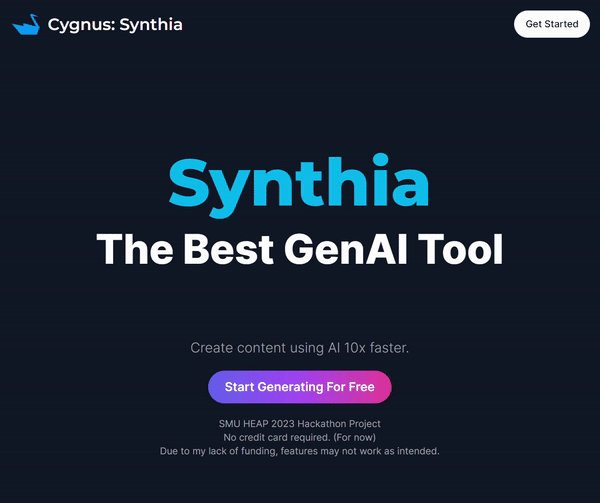 Cygnus: Synthia
Get Started
Synthia
The Best GenAI Tool
Create content using AI 10x faster.
Start Generating For Free
SMU HEAP 2023 Hackathon Project
No credit card required. (For now)
Due to my lack of funding, features may not work as intended.